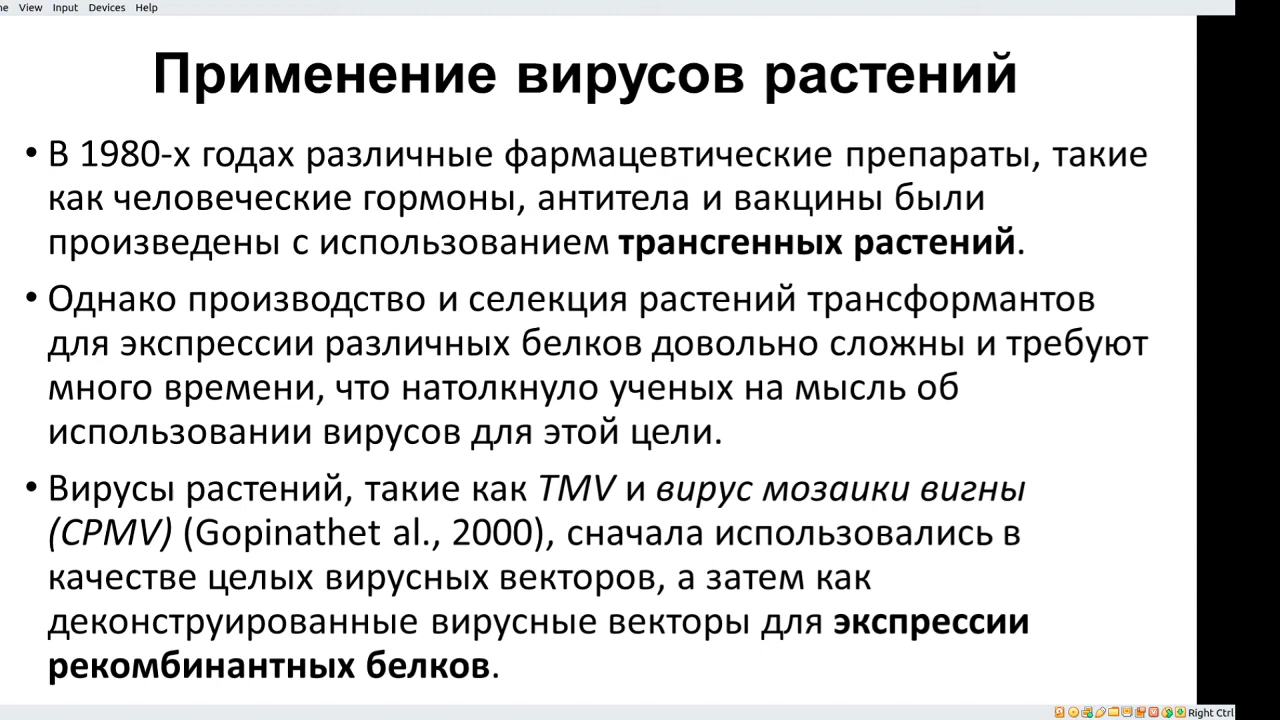 View Input Devices Help
Применение вирусов растений
• В 1980-х годах различные фармацевтические препараты, такие
как человеческие гормоны, антитела и вакцины были
произведены с использованием трансгенных растений.
• Однако производство и селекция растений трансформантов
для экспрессии различных белков довольно сложны и требуют
много времени, что натолкнуло ученых на мысль об
использовании вирусов для этой цели.
• Вирусы растений, такие как TMV и вирус мозаики вигны
(CPMV) (Gopinathet al., 2000), сначала использовались в
качестве целых вирусных векторов, а затем как
деконструированные вирусные векторы для экспрессии
рекомбинантных белков.
Right Ctrl